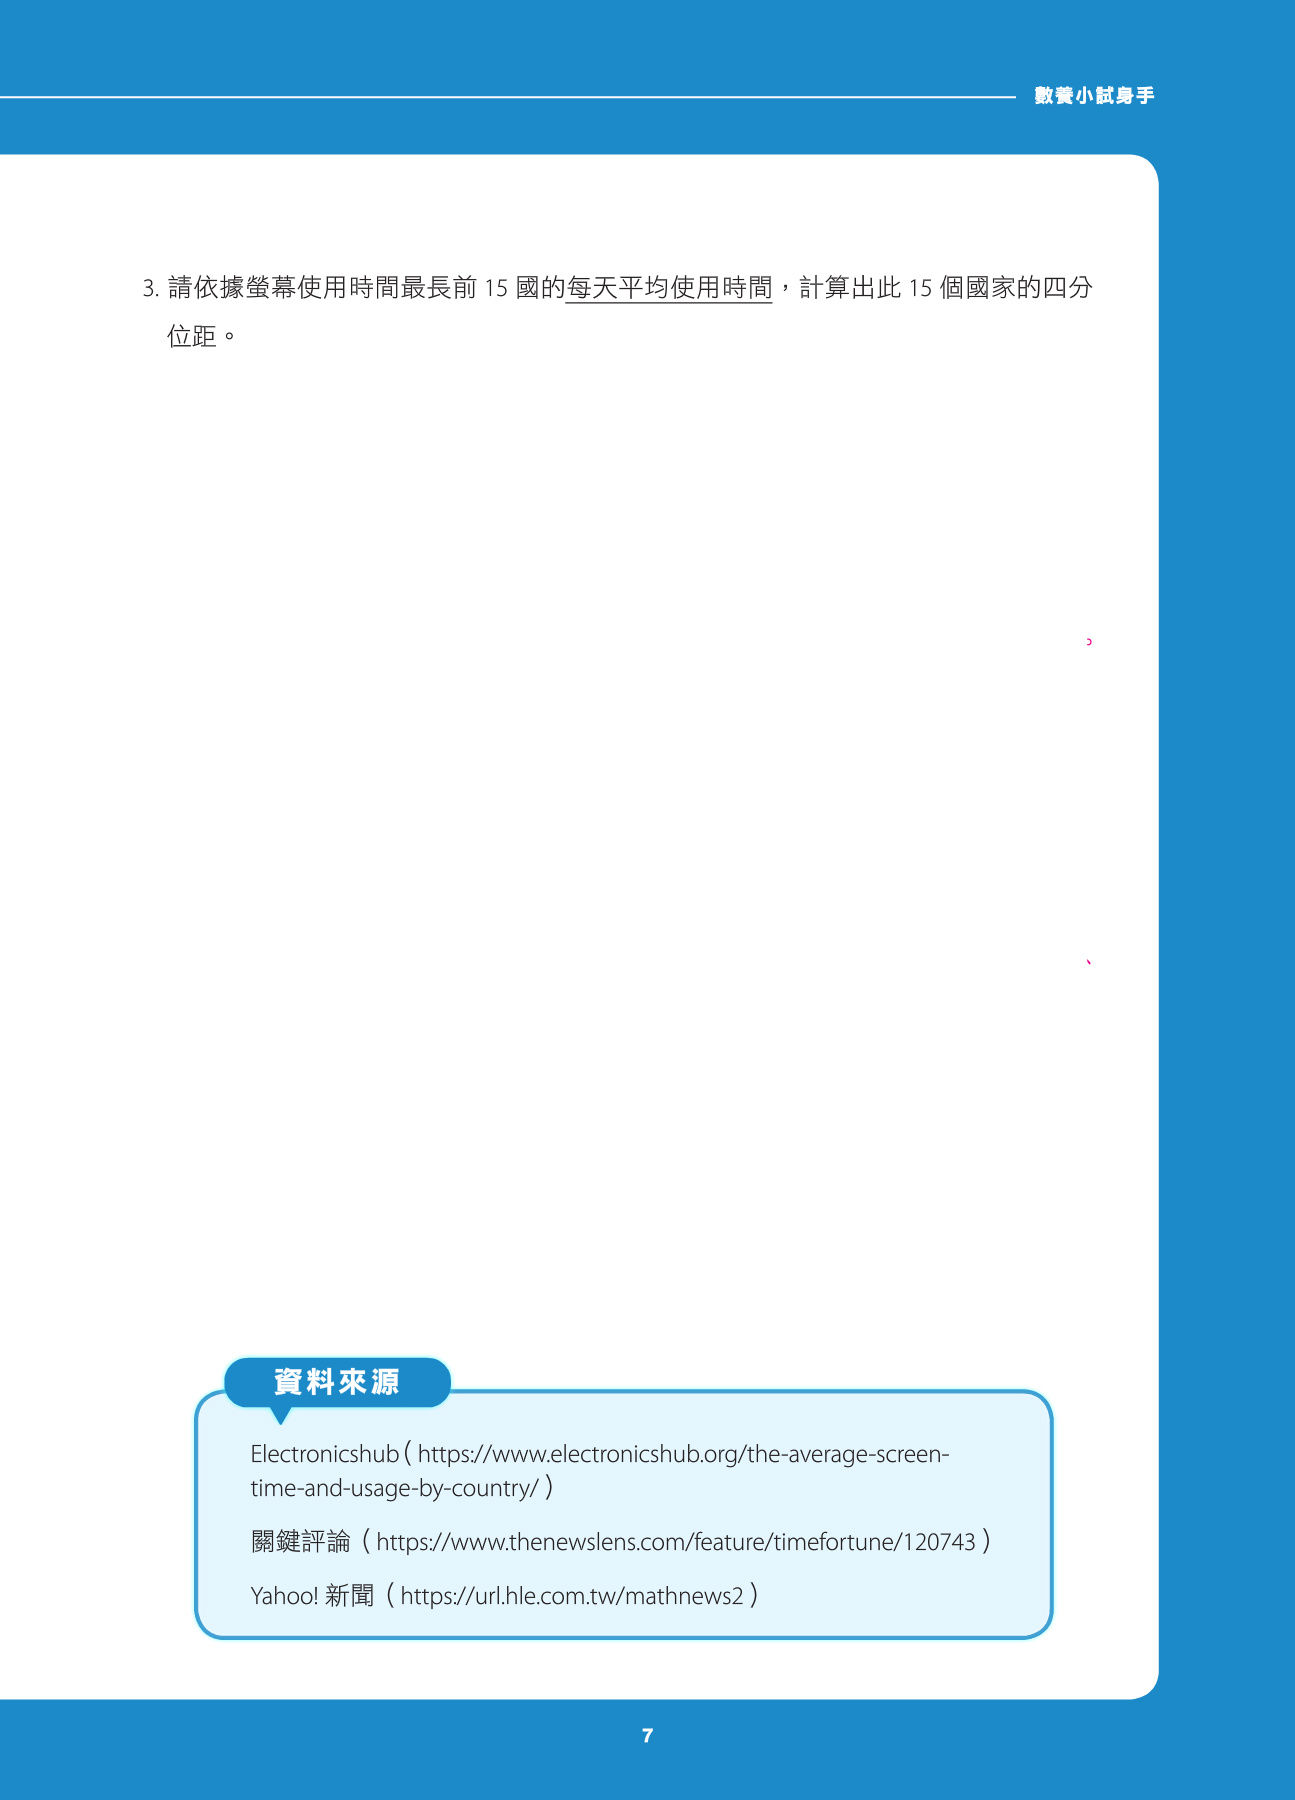 數養小試身手
3. 請依據螢幕使用時間最長前 15 國的每天平均使用時間，計算出此 15 個國家的四分
位距。
資料來源
Electronicshub（https://www.electronicshub.org/the-average-screen-
time-and-usage-by-country/）
關鍵評論（https://www.thenewslens.com/feature/timefortune/120743）
Yahoo! 新聞（https://url.hle.com.tw/mathnews2）
7